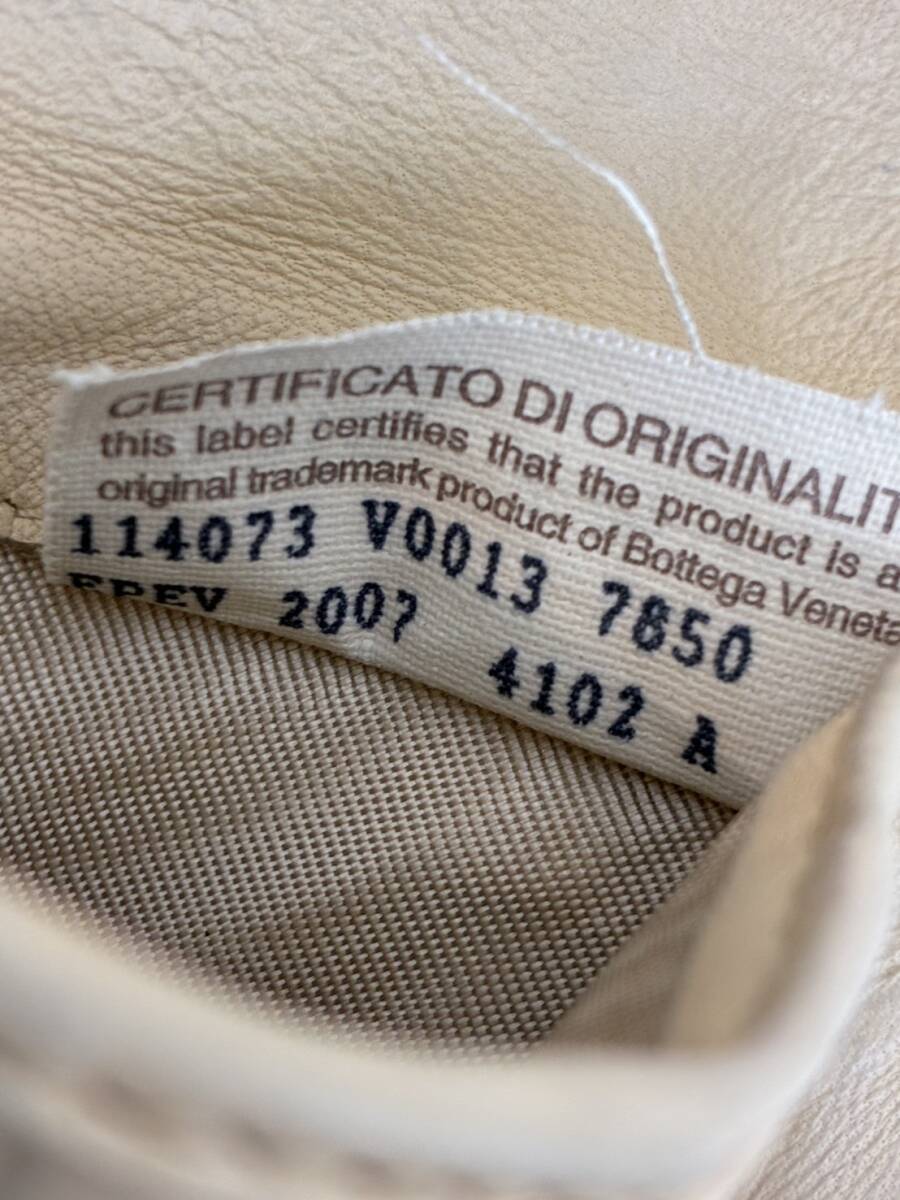 CERTIFICATO DI ORIGINALIT
this label certifies that the product is a
original trademark product of Bottega Veneta
114073 V0013 7850
2007 4102 A